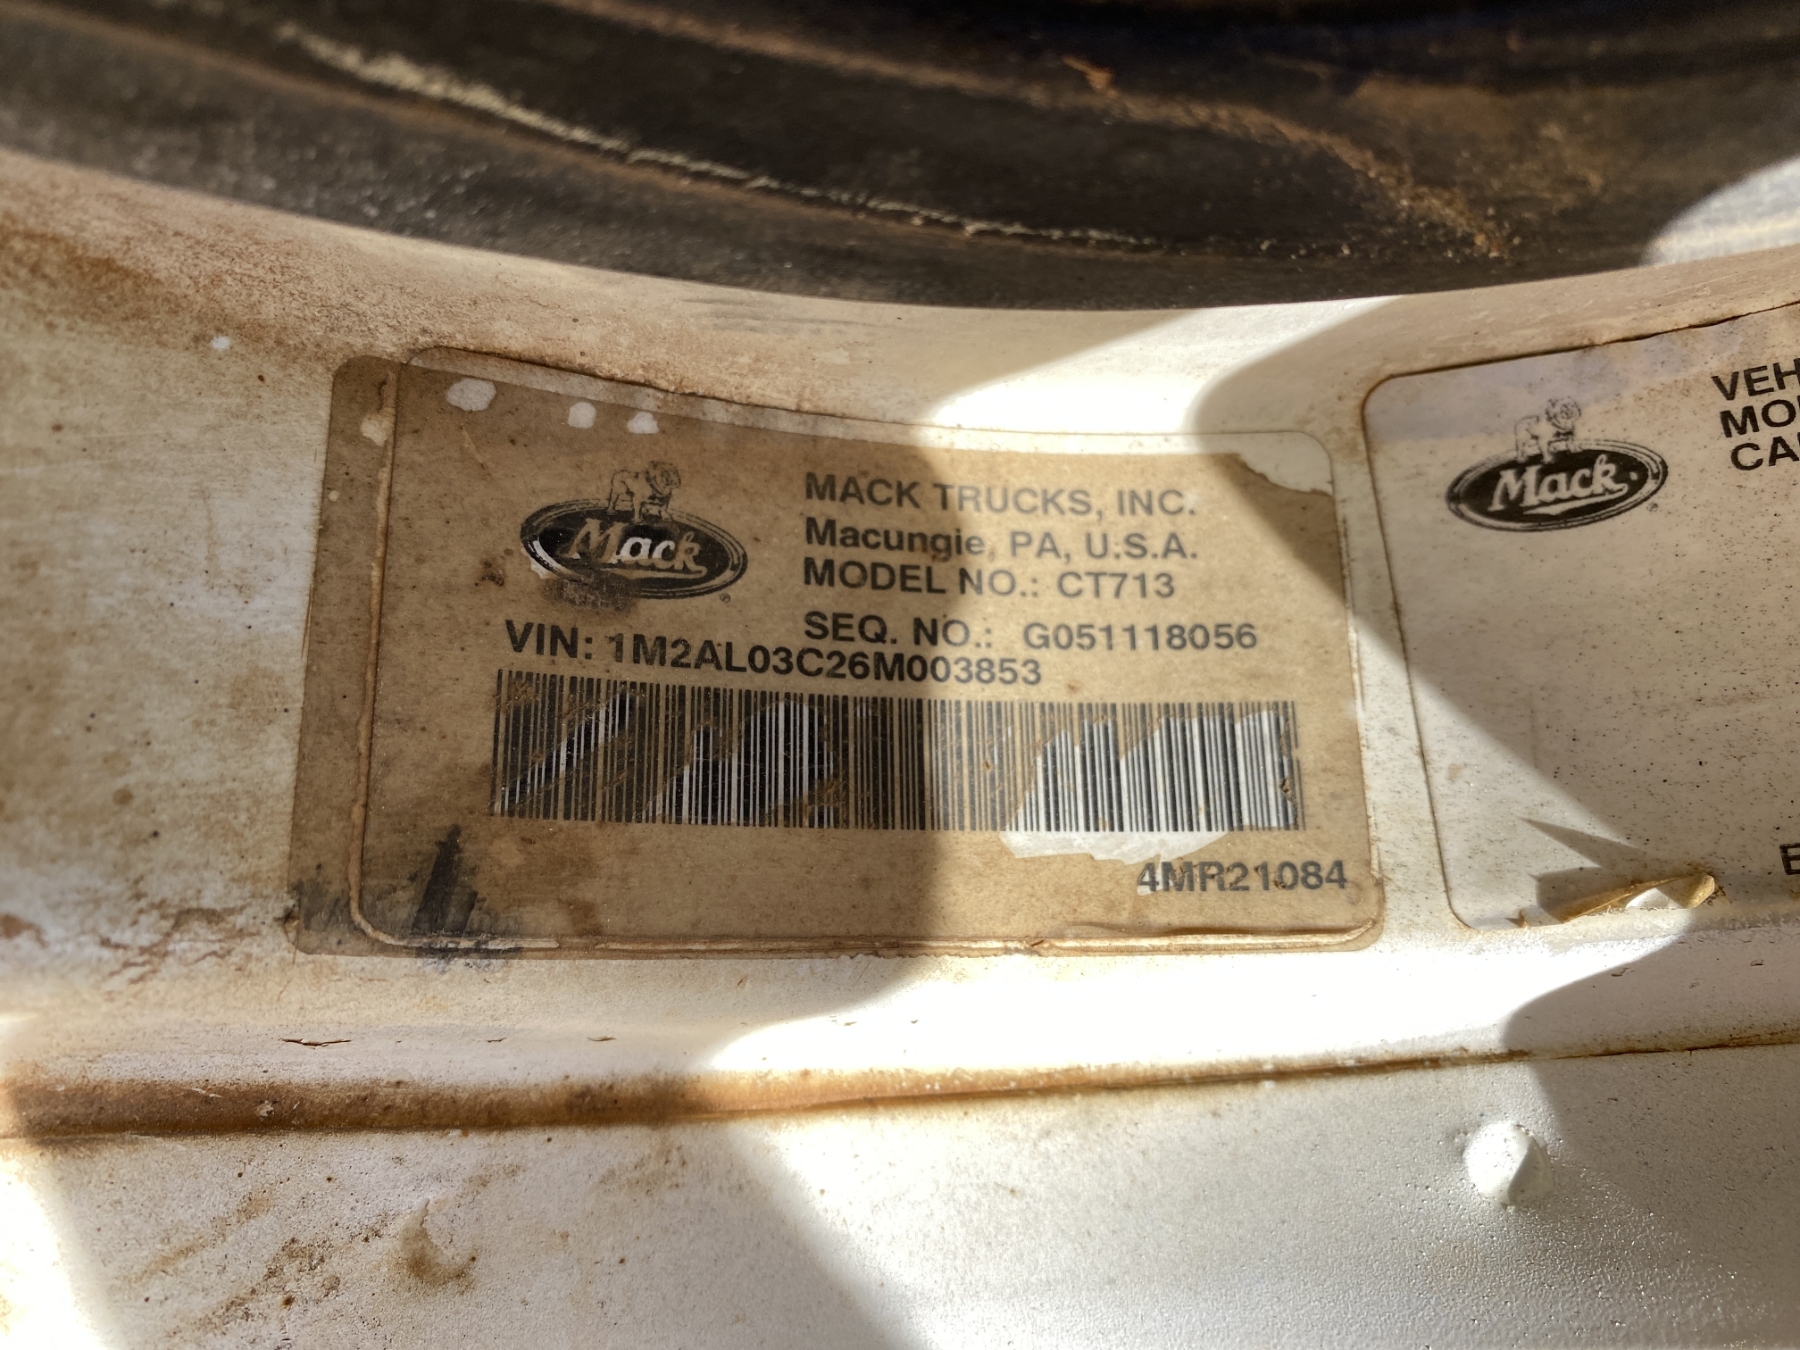 Mack
MACK TRUCKS, INC.
Macungie, PA, U.S.A.
MODEL NO.: CT713
SEQ. NO.: G051118056
VIN: 1M2AL03C26M003853
4MR21084
Mack
VEH
MO
CA
E